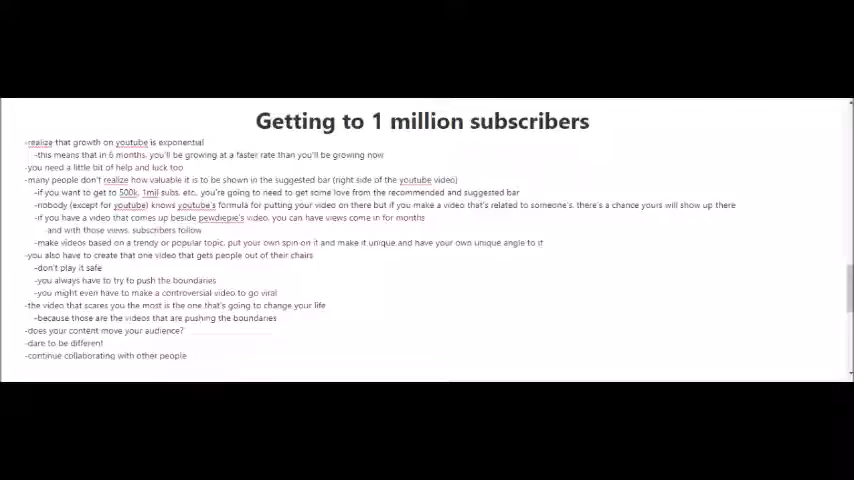 Getting to 1 million subscribers
-realize that growth on youtube is exponential
-this means that in 6 months, you'll be growing at a faster rate than you'll be growing now
-you need a little bit of help and luck too
-many people don't realize how valuable it is to be shown in the suggested bar (right side of the youtube video)
-if you want to get to 500k, 1mil subs, etc, you're going to need to get some love from the recommended and suggested bar
-nobody (except for youtube) knows youtube's formula for putting your video on there but if you make a video that's related to someone's, there's a chance yours will show up there
-if you have a video that comes up beside pewdiepie's video, you can have views come in for months
-and with those views, subscribers follow
-make videos based on a trendy or popular topic, put your own spin on it and make it unique and have your own unique angle to it
-you also have to create that one video that gets people out of their chairs
-don't play it safe
-you always have to try to push the boundaries
-you might even have to make a controversial video to go viral
-the video that scares you the most is the one that's going to change your life
-because those are the videos that are pushing the boundaries
-does your content move your audience?
-dare to be different
-continue collaborating with other people